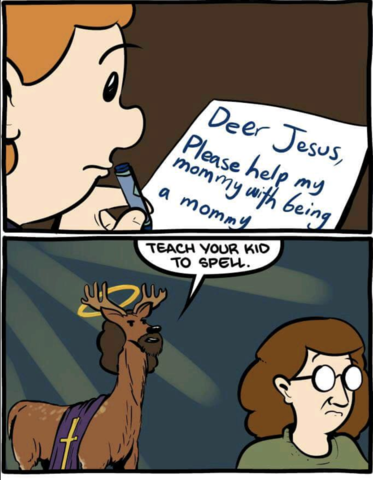 Deer Jesus,
Please help my
mommy with being
a mommy
TEACH YOUR KID
TO SPELL.